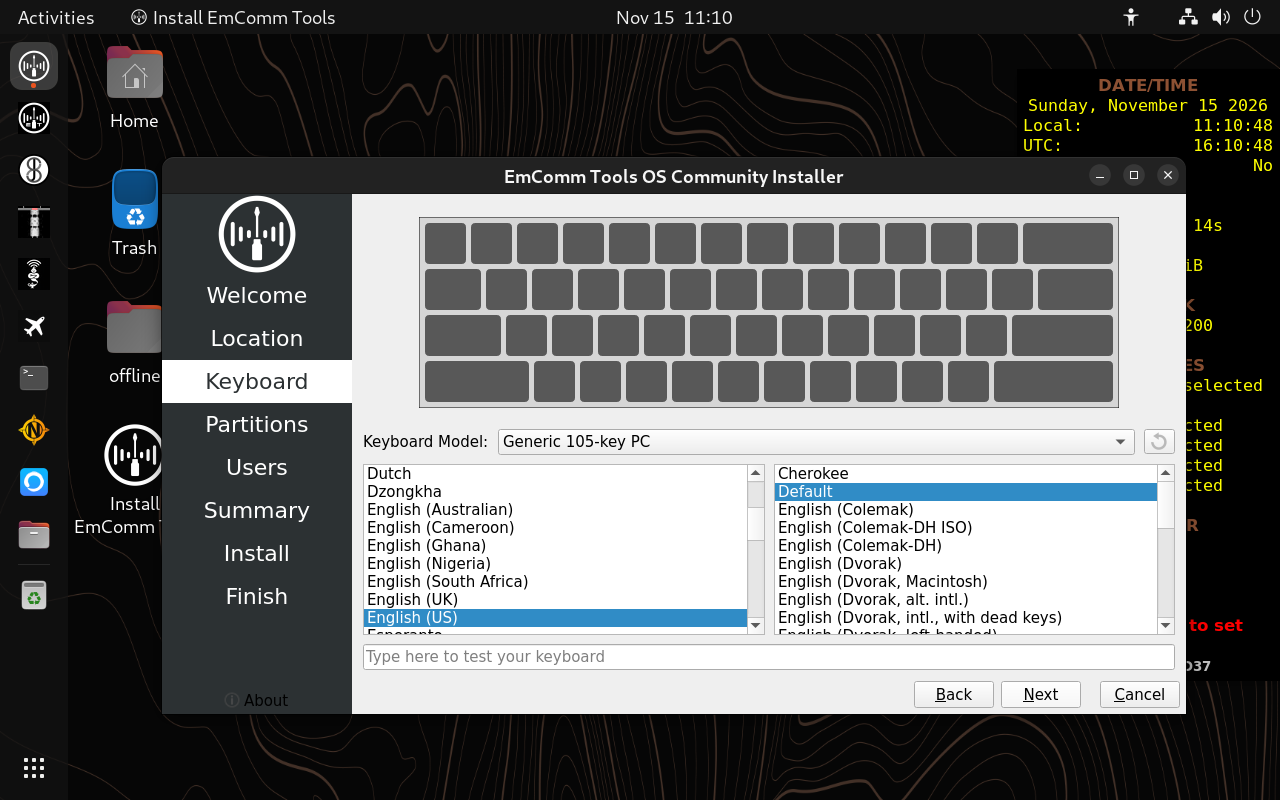 Activities
Install EmComm Tools
Nov 15 11:10
Home
Trash
offline
Install
EmComm
DATE/TIME
Sunday, November 15 2026
Local: 11:10:48
UTC: 16:10:48
No
14s
iB
200
selected
cted
cted
cted
cted
to set
EmComm Tools OS Community Installer
Welcome
Location
Keyboard
Partitions
Users
Summary
Install
Finish
About
Keyboard Model: Generic 105-key PC
Dutch
Dzongkha
English (Australian)
English (Cameroon)
English (Ghana)
English (Nigeria)
English (South Africa)
English (UK)
English (US)
Esperanto
Cherokee
Default
English (Colemak)
English (Colemak-DH ISO)
English (Colemak-DH)
English (Dvorak)
English (Dvorak, Macintosh)
English (Dvorak, alt. intl.)
English (Dvorak, intl., with dead keys)
English (Dvorak, left-handed)
Type here to test your keyboard
Back
Next
Cancel